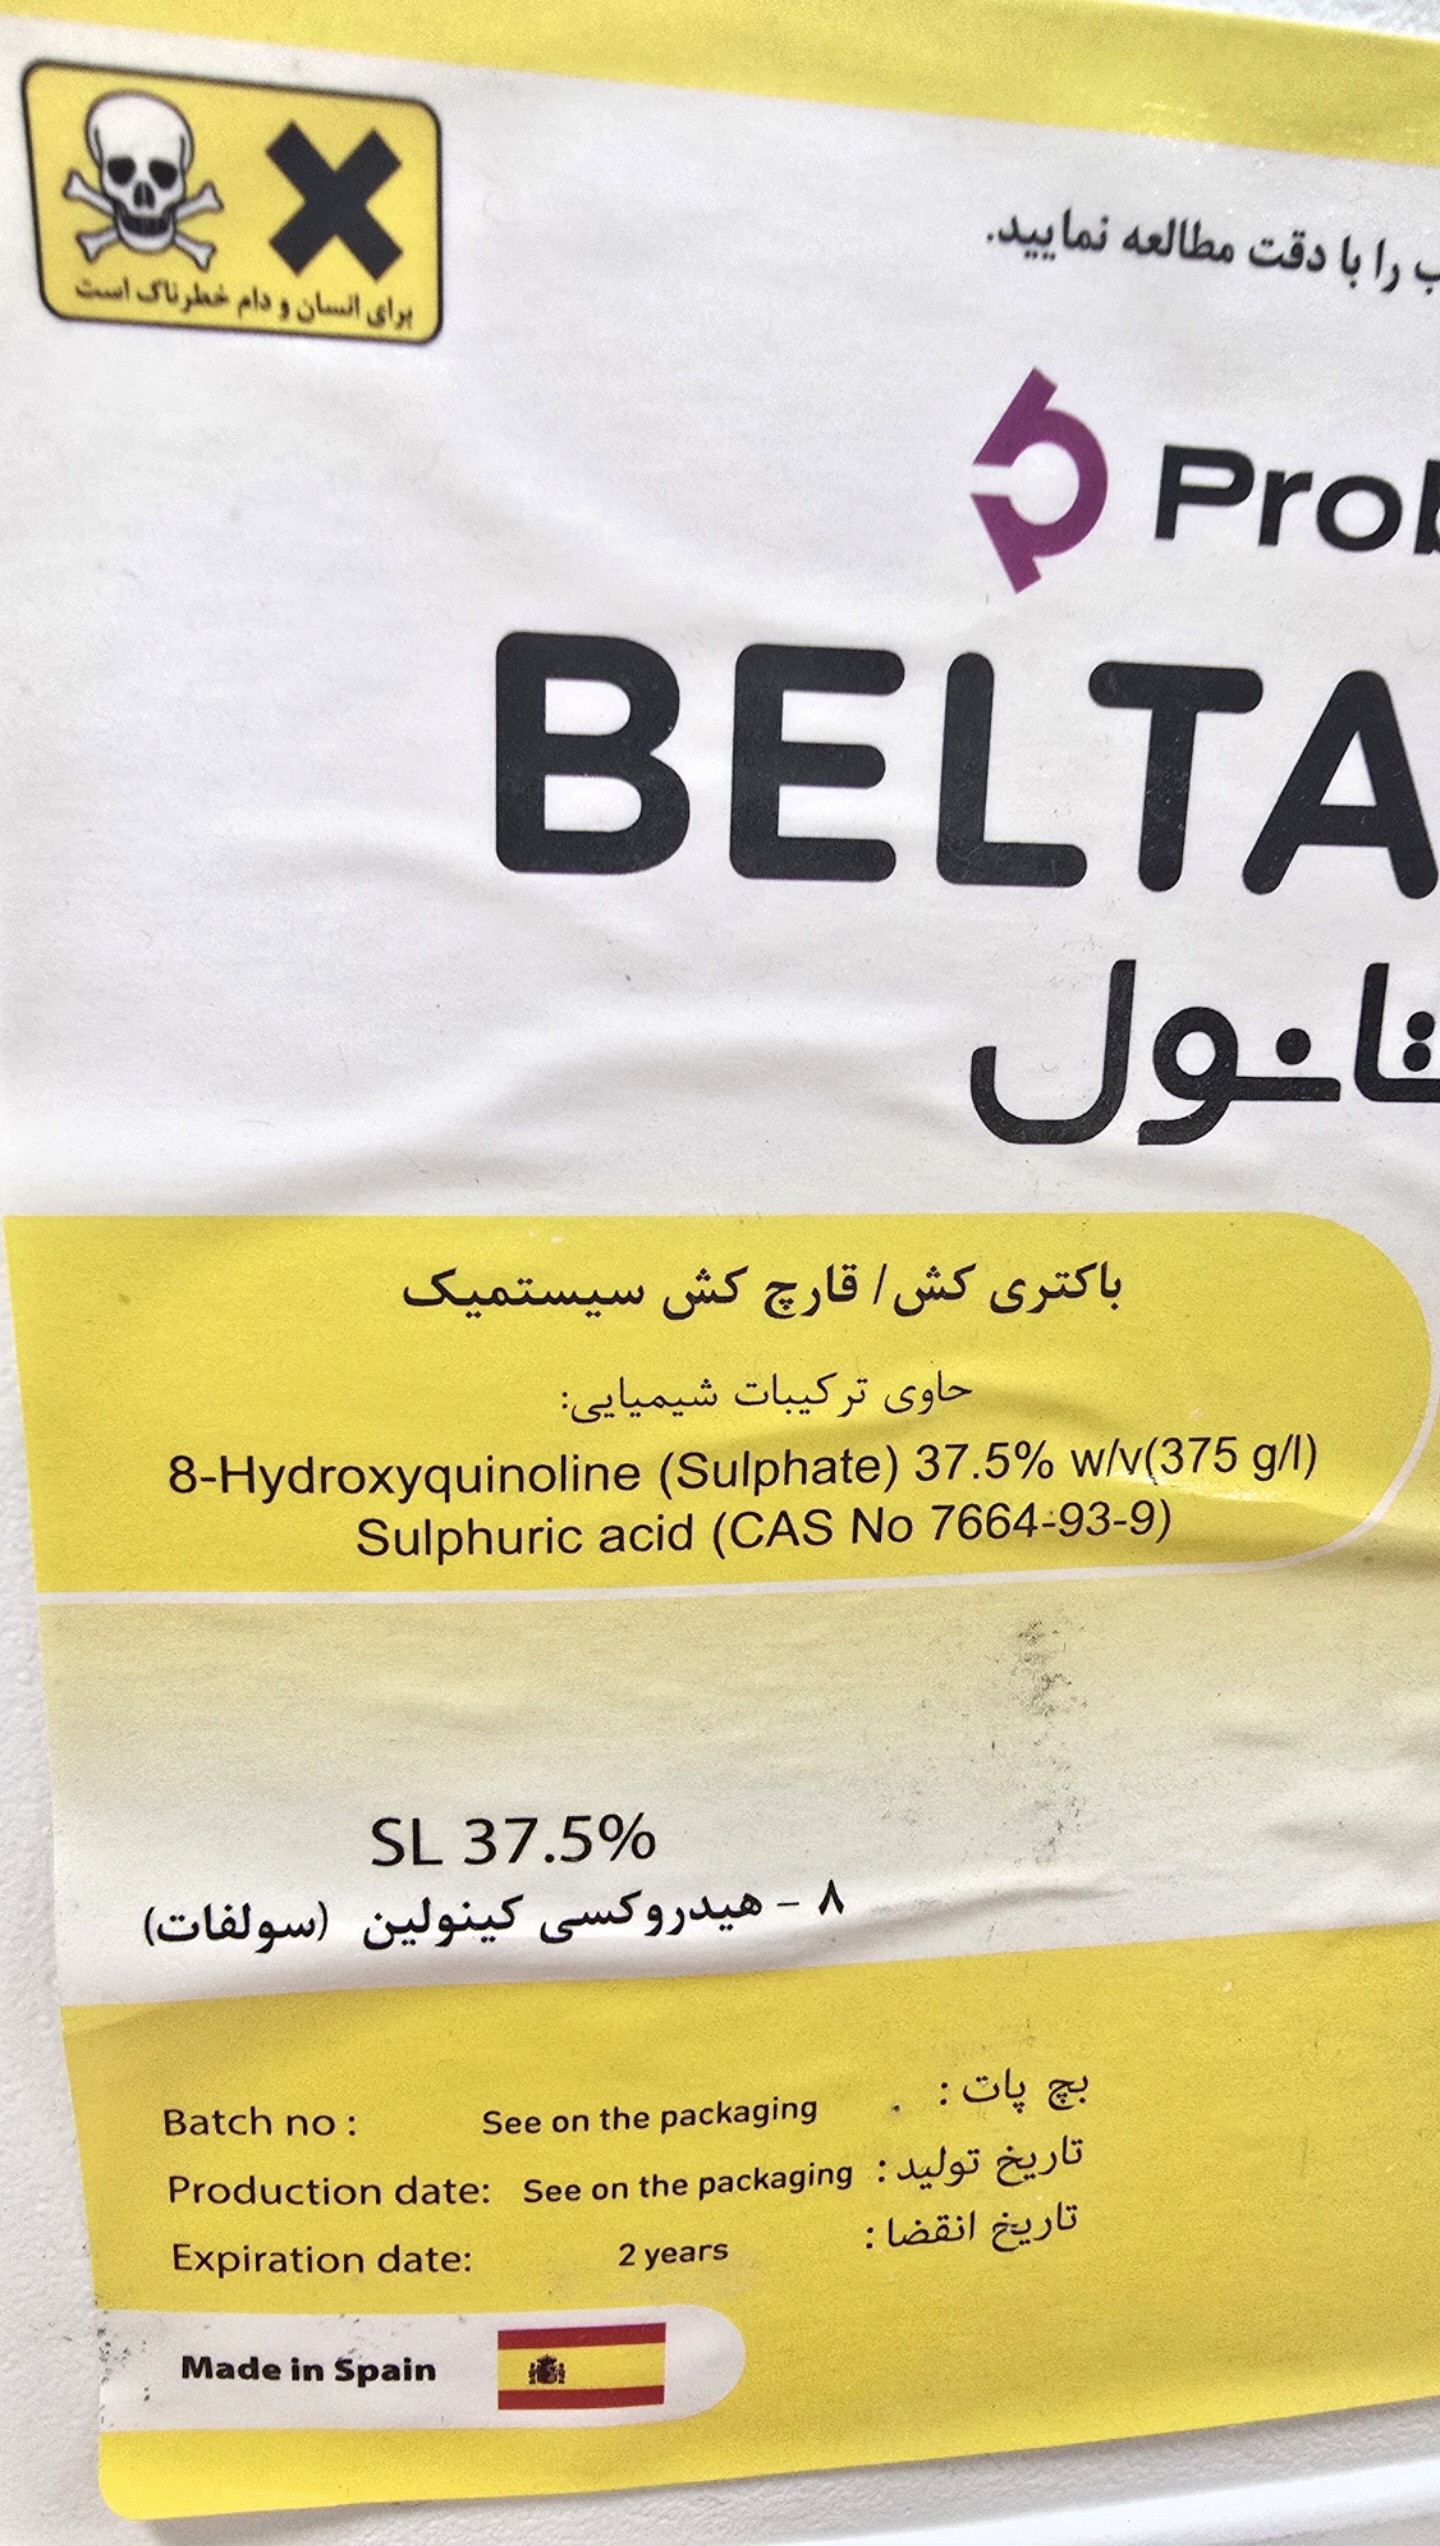 برای انسان و دام خطرناک است
را با دقت مطالعه نمایید.
BELTA
باکتری کش / قارچ کش سیستمیک
حاوی ترکیبات شیمیایی:
8-Hydroxyquinoline (Sulphate) 37.5% w/v(375 g/l)
Sulphuric acid (CAS No 7664-93-9)
SL 37.5%
۸ - هیدروکسی کینولین (سولفات)
Batch no : See on the packaging بچ پات :
Production date: See on the packaging تاریخ تولید :
Expiration date: 2 years تاریخ انقضا :
Made in Spain